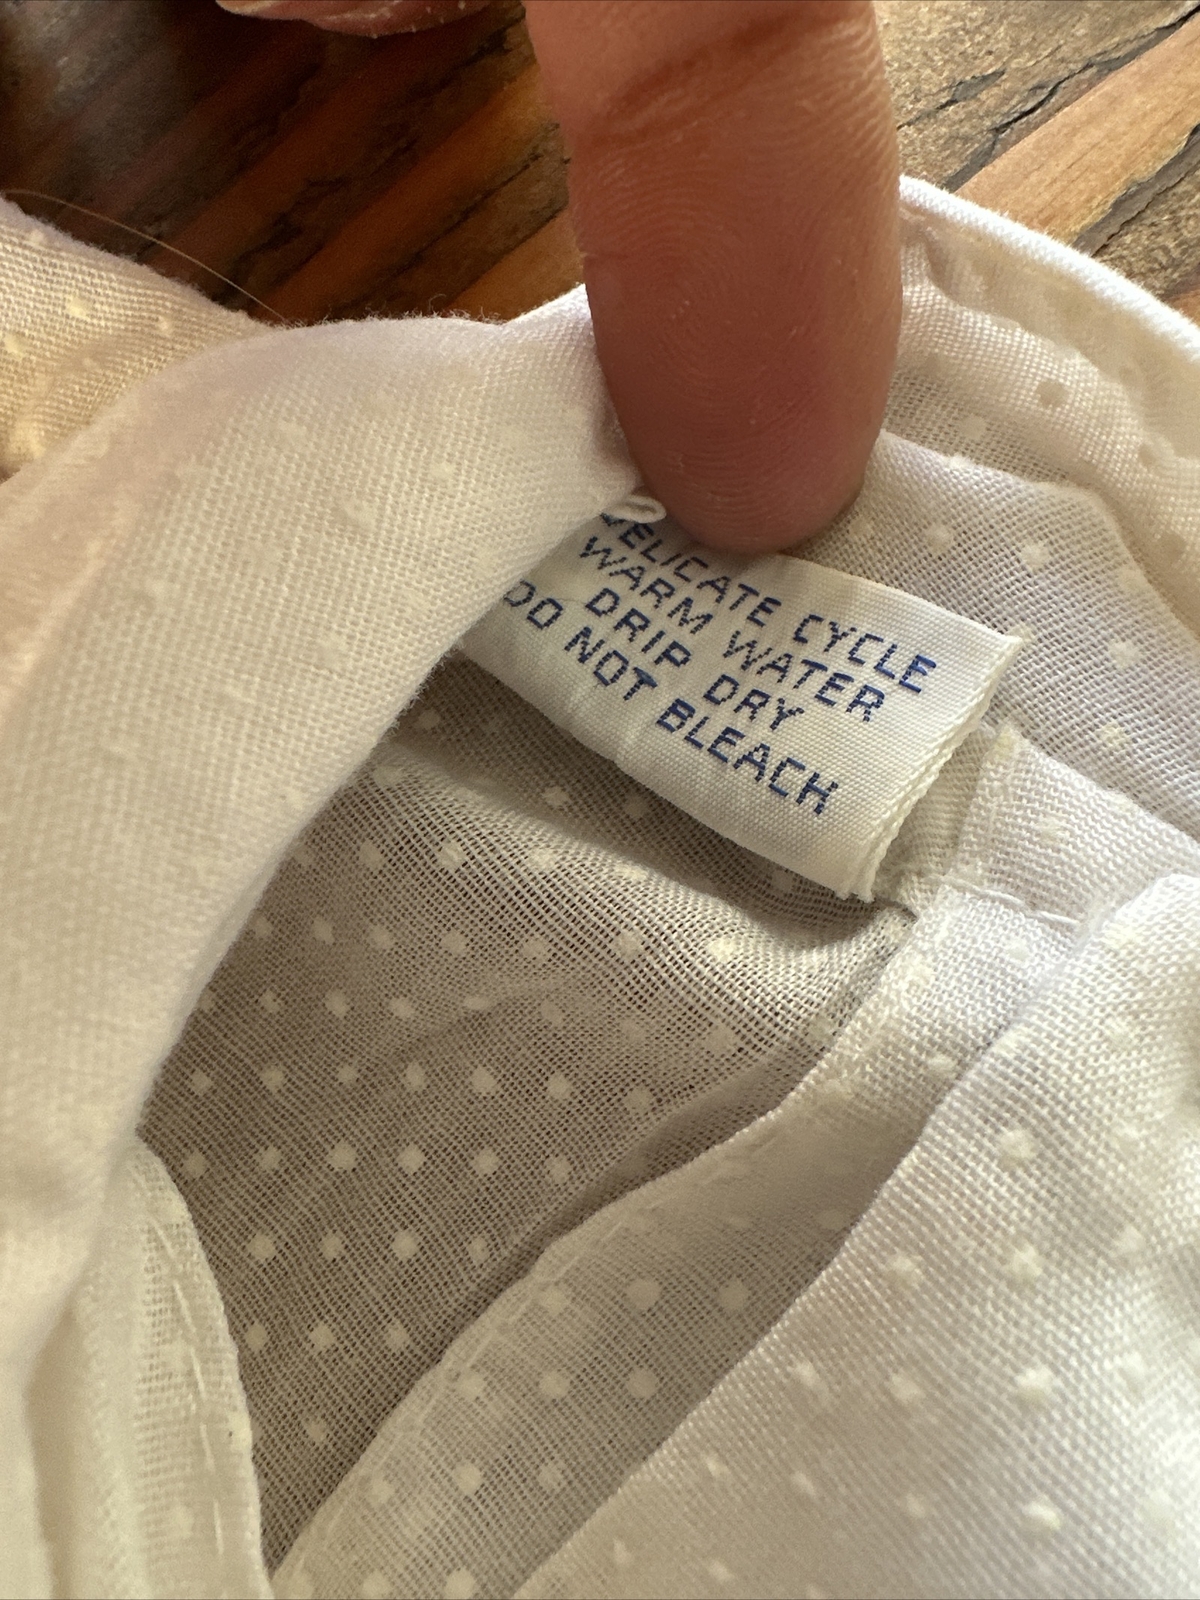 DELICATE CYCLE
WARM WATER
DRIP DRY
DO NOT BLEACH